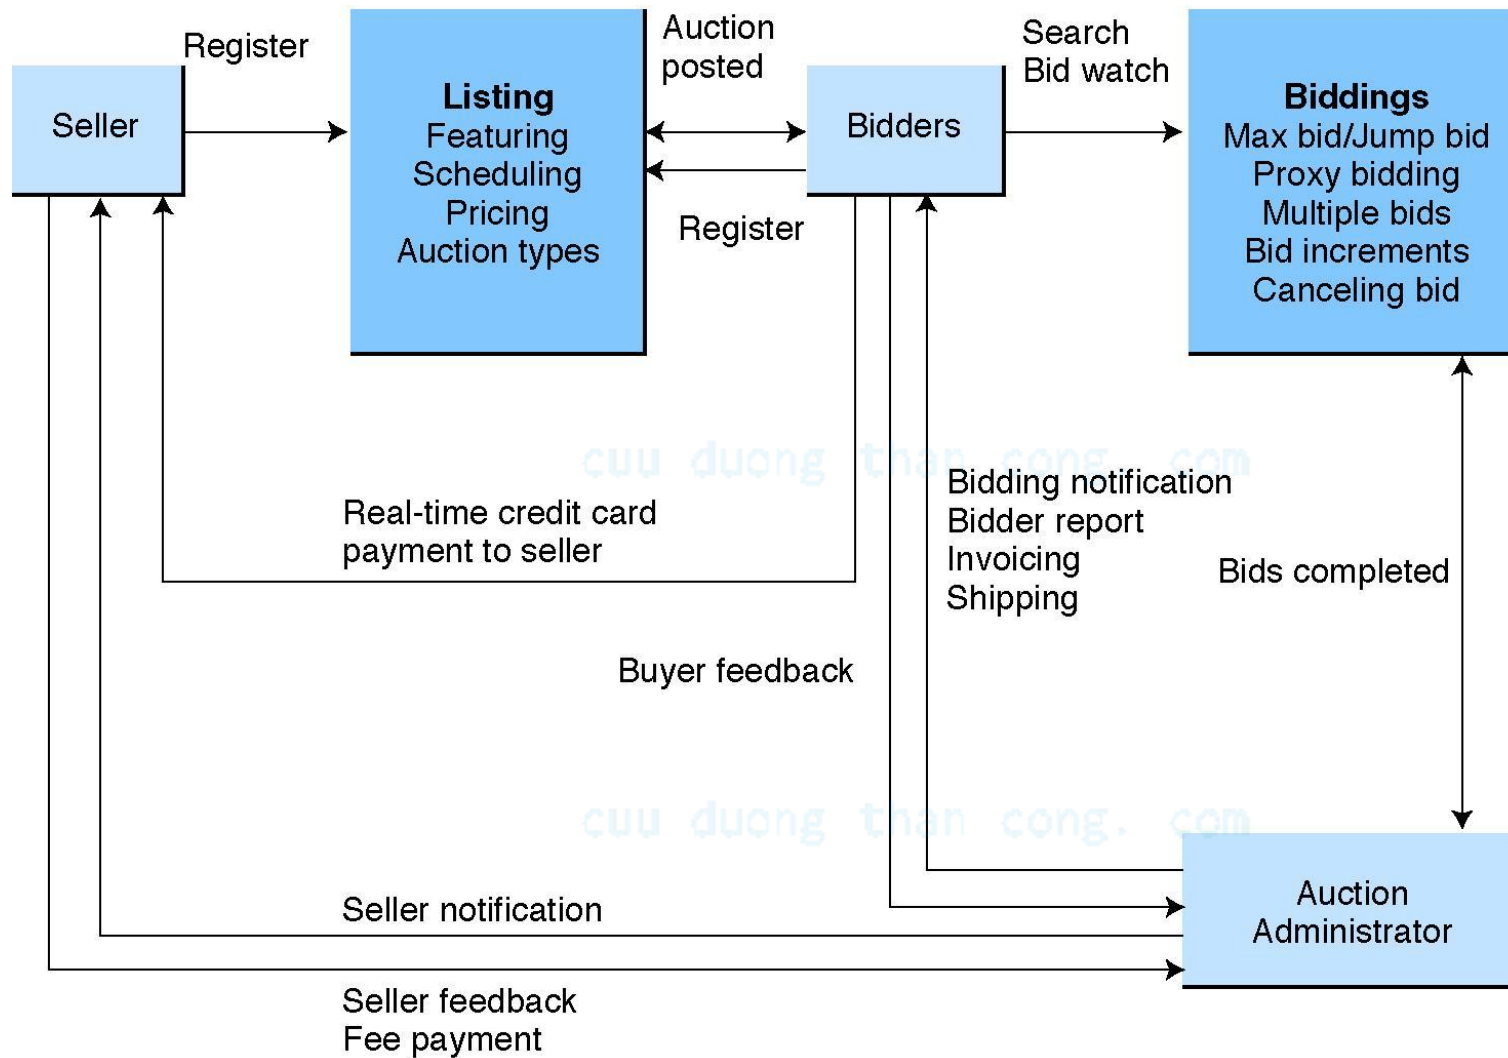 Register
Seller
Listing
Featuring
Scheduling
Pricing
Auction types
Auction
posted
Register
Bidders
Search
Bid watch
Biddings
Max bid/Jump bid
Proxy bidding
Multiple bids
Bid increments
Canceling bid
cuu duong than cong. com
Real-time credit card
payment to seller
Bidding notification
Bidder report
Invoicing
Shipping
Bids completed
Buyer feedback
cuu duong than cong. com
Auction
Administrator
Seller notification
Seller feedback
Fee payment